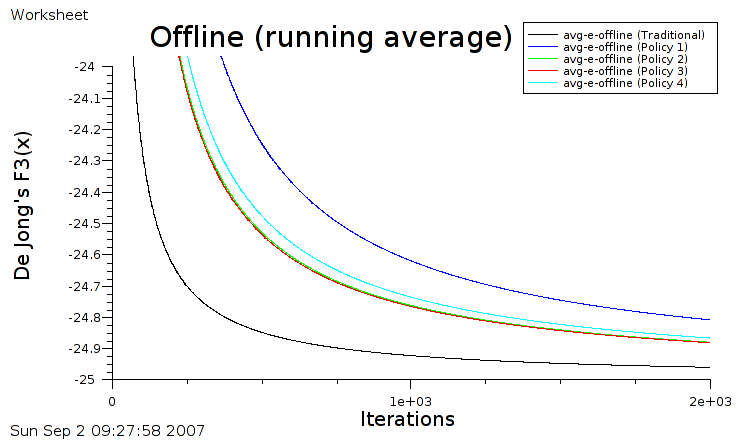 Worksheet
Offline (running average)
avg-e-offline (Traditional)
avg-e-offline (Policy 1)
avg-e-offline (Policy 2)
avg-e-offline (Policy 3)
avg-e-offline (Policy 4)
De Jong's F3(x)
-24
-24.1
-24.2
-24.3
-24.4
-24.5
-24.6
-24.7
-24.8
-24.9
-25
0
1e+03
2e+03
Iterations
Sun Sep 2 09:27:58 2007